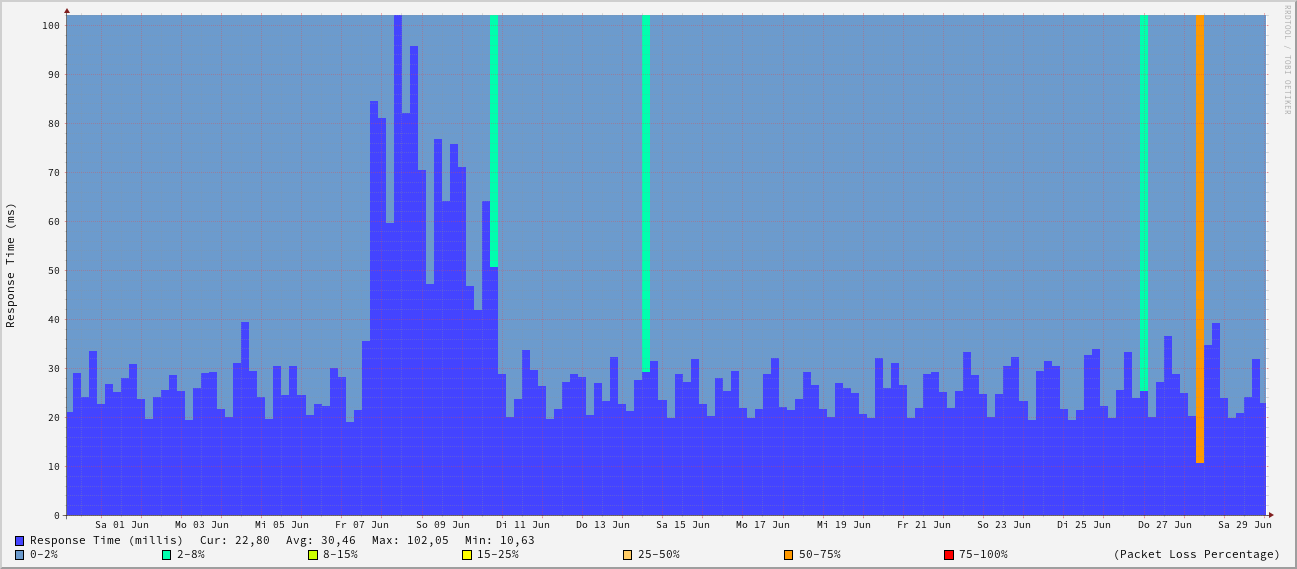 RRDTOOL / TOBI OETIKER
Response Time (ms)
100
90
80
70
60
50
40
30
20
10
0
Sa 01 Jun Mo 03 Jun Mi 05 Jun Fr 07 Jun So 09 Jun Di 11 Jun Do 13 Jun Sa 15 Jun Mo 17 Jun Mi 19 Jun Fr 21 Jun So 23 Jun Di 25 Jun Do 27 Jun Sa 29 Jun
Response Time (millis) Cur: 22,80 Avg: 30,46 Max: 102,05 Min: 10,63
0-2% 2-8% 8-15% 15-25% 25-50% 50-75% 75-100% (Packet Loss Percentage)